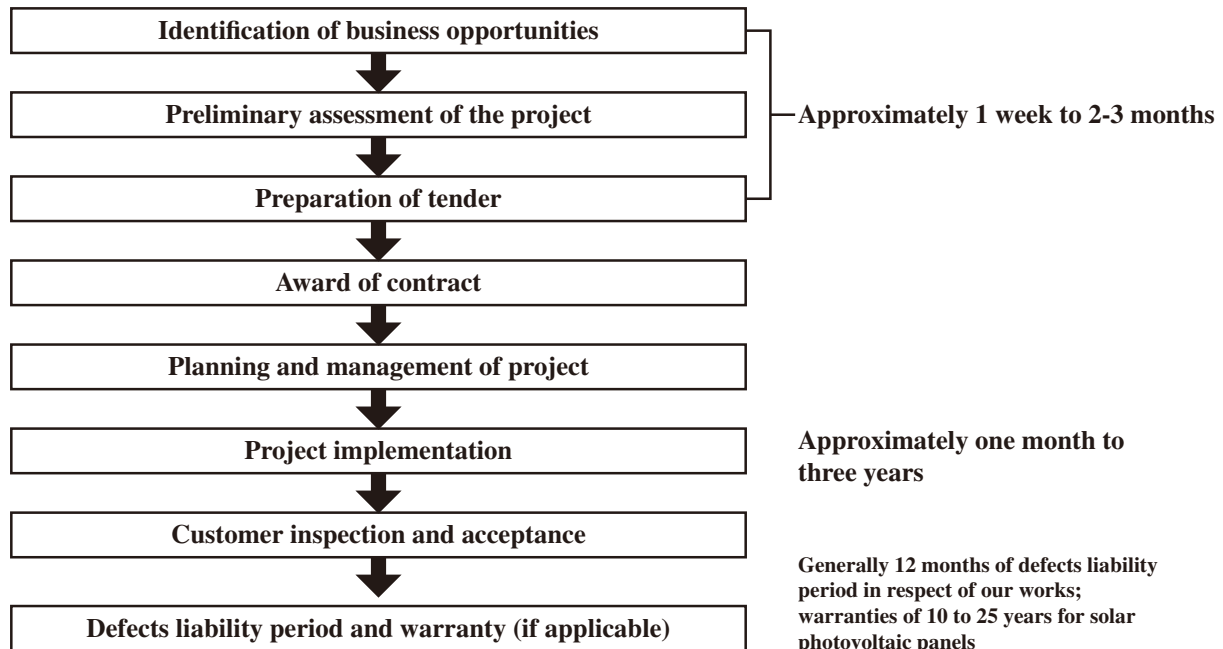 Identification of business opportunities
Preliminary assessment of the project
Approximately 1 week to 2-3 months
Preparation of tender
Award of contract
Planning and management of project
Project implementation
Approximately one month to
three years
Customer inspection and acceptance
Defects liability period and warranty (if applicable)
Generally 12 months of defects liability
period in respect of our works;
warranties of 10 to 25 years for solar
photovoltaic panels